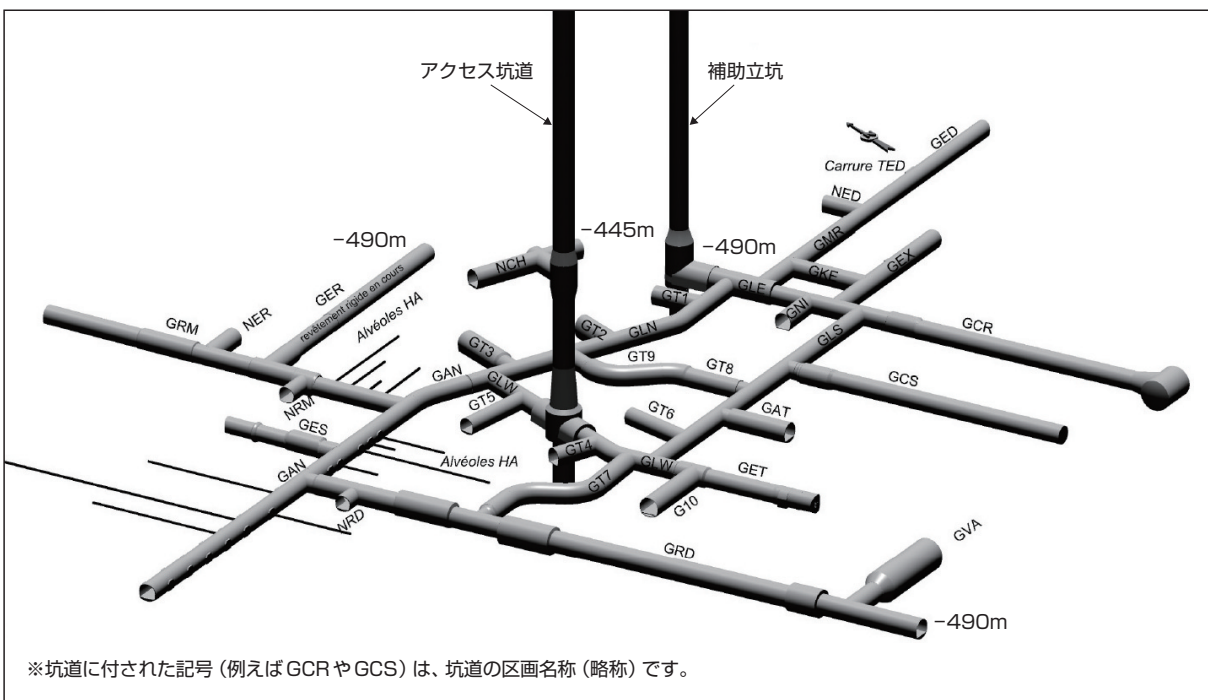 アクセス坑道
補助立坑
GED
Carrure TED
NED
-445m
-490m
-490m
GMR
GEX
NCH
GKE
GER
revêtement rigide en cours
GLE
GT1
GNI
NER
GRM
Alvéoles HA
GT2
GLN
GLS
GCR
GT3
GT9
GT8
GAN
GLW
GCS
NRM
GT5
GT6
GAT
GES
GT4
Alvéoles HA
GLW
GET
GAN
GT7
G10
NRD
GRD
GVA
-490m
※坑道に付された記号（例えばGCRやGCS）は、坑道の区画名称（略称）です。